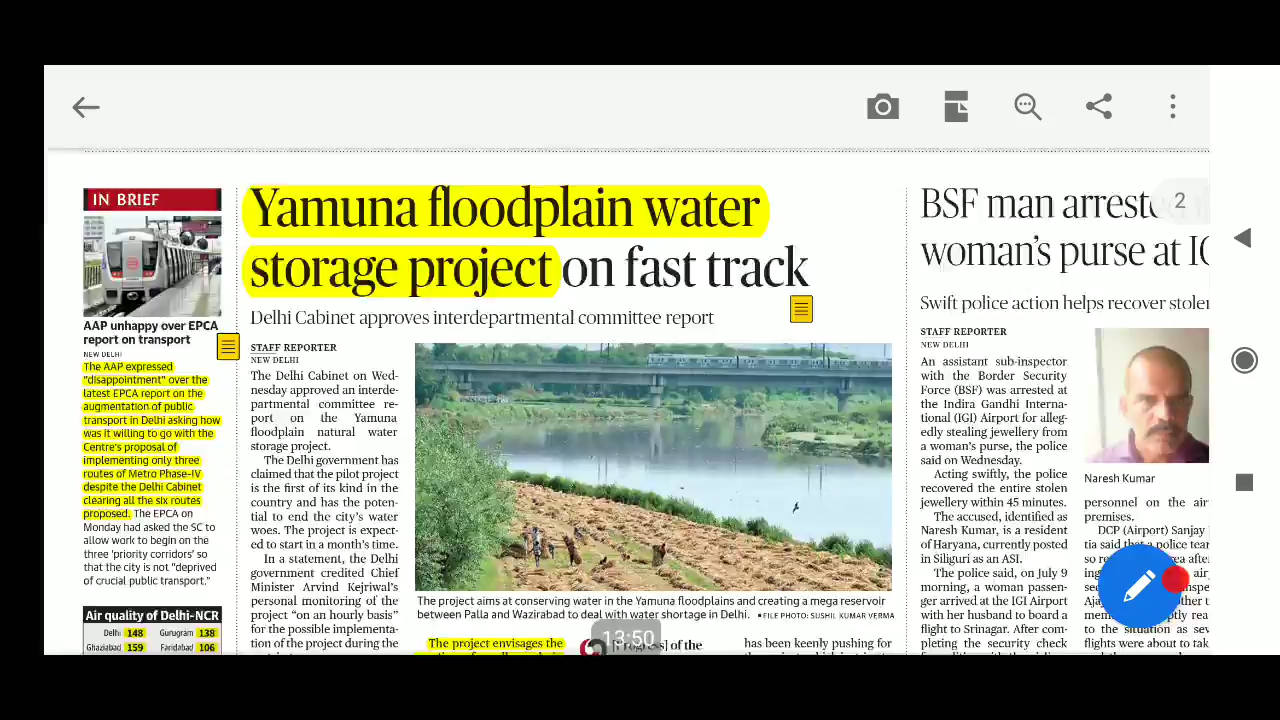 2
IN BRIEF
AAP unhappy over EPCA
report on transport
NEW DELHI
The AAP expressed
"disappointment" over the
latest EPCA report on the
augmentation of public
transport in Delhi asking how
was it willing to go with the
Centre's proposal of
implementing only three
routes of Metro Phase-IV
despite the Delhi Cabinet
clearing all the six routes
proposed. The EPCA on
Monday had asked the SC to
allow work to begin on the
three 'priority corridors' so
that the city is not "deprived
of crucial public transport."
Air quality of Delhi-NCR
Delhi 148 Gurugram 138
Ghaziabad 159 Faridabad 106
Yamuna floodplain water
storage project on fast track
Delhi Cabinet approves interdepartmental committee report
STAFF REPORTER
NEW DELHI
The Delhi Cabinet on Wed-
nesday approved an interde-
partmental committee re-
port on the Yamuna
floodplain natural water
storage project.
The Delhi government has
claimed that the pilot project
is the first of its kind in the
country and has the poten-
tial to end the city's water
woes. The project is expect-
ed to start in a month's time.
In a statement, the Delhi
government credited Chief
Minister Arvind Kejriwal's
personal monitoring of the
project "on an hourly basis"
for the possible implementa-
tion of the project during the
The project aims at conserving water in the Yamuna floodplains and creating a mega reservoir
between Palla and Wazirabad to deal with water shortage in Delhi. ▪FILE PHOTO: SUSHIL KUMAR VERMA
The project envisages the
of the
has been keenly pushing for
13:50
BSF man arrested
woman's purse at IG
Swift police action helps recover stolen
STAFF REPORTER
NEW DELHI
An assistant sub-inspector
with the Border Security
Force (BSF) was arrested at
the Indira Gandhi Interna-
tional (IGI) Airport for alleg-
edly stealing jewellery from
a woman's purse, the police
said on Wednesday.
Acting swiftly, the police
recovered the entire stolen
jewellery within 45 minutes.
The accused, identified as
Naresh Kumar, is a resident
of Haryana, currently posted
in Siliguri as an ASI.
The police said, on July 9
morning, a woman passen-
ger arrived at the IGI Airport
with her husband to board a
flight to Srinagar. After com-
pleting the security check
Naresh Kumar
personnel on the air
premises.
DCP (Airport) Sanjay
tia said that a police tear
to the situation as sev
flights were about to tak